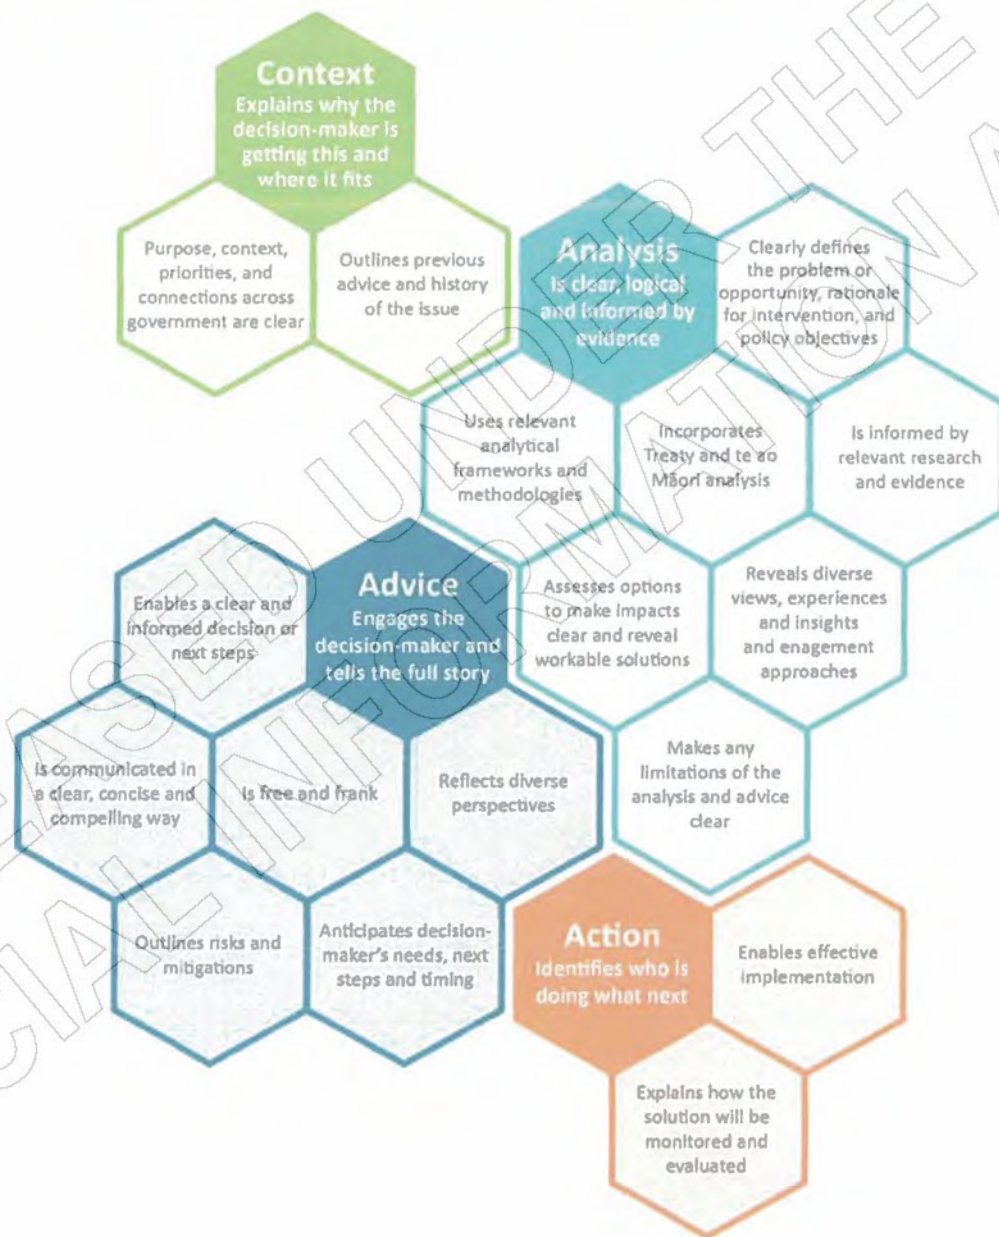 Context
Explains why the
decision-maker is
getting this and
where it fits
Purpose, context,
priorities, and
connections across
government are clear
Outlines previous
advice and history
of the issue
Analysis
is clear, logical
and informed by
evidence
Clearly defines
the problem or
opportunity, rationale
for intervention, and
policy objectives
Uses relevant
analytical
frameworks and
methodologies
Incorporates
Treaty and te ao
Māori analysis
Is informed by
relevant research
and evidence
Assesses options
to make impacts
clear and reveal
workable solutions
Reveals diverse
views, experiences
and insights
and enagement
approaches
Makes any
limitations of the
analysis and advice
clear
Advice
Engages the
decision-maker and
tells the full story
Enables a clear and
informed decision or
next steps
Is communicated in
a clear, concise and
compelling way
Is free and frank
Reflects diverse
perspectives
Outlines risks and
mitigations
Anticipates decision-
maker's needs, next
steps and timing
Action
Identifies who is
doing what next
Enables effective
implementation
Explains how the
solution will be
monitored and
evaluated
UNDER THE
INFORMATION